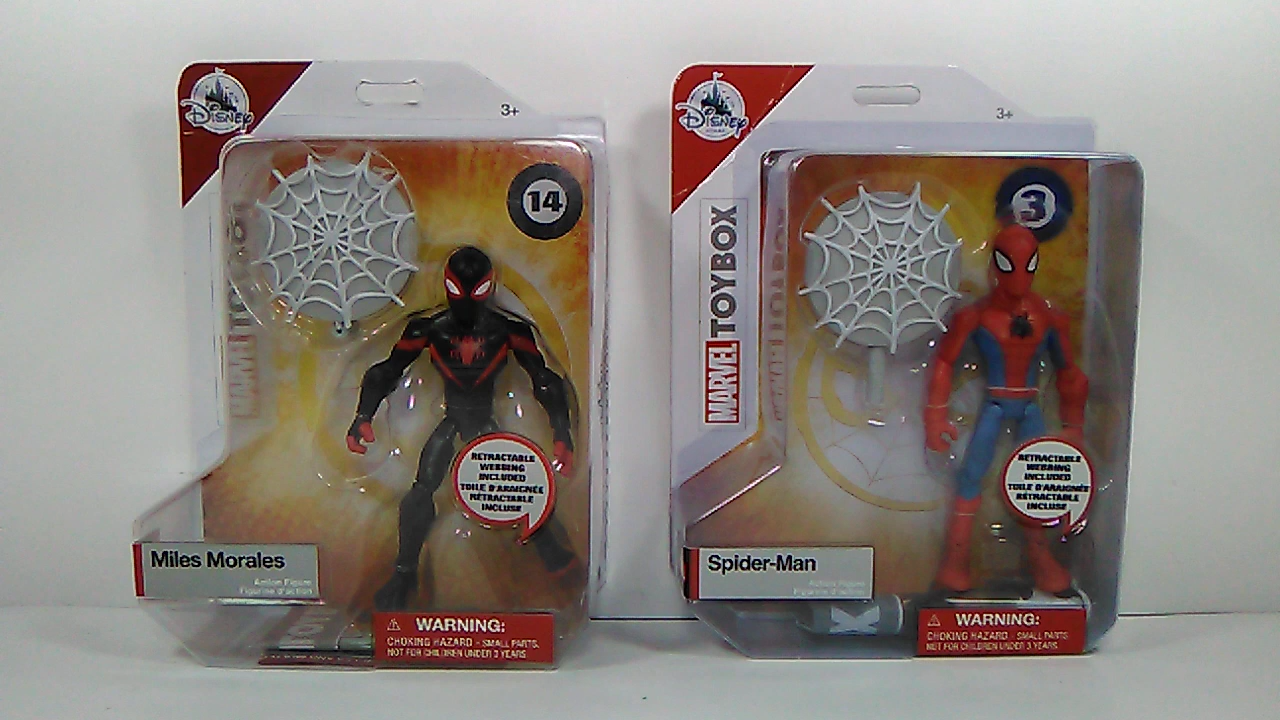 Disney
3+
14
MARVEL TOYBOX
RETRACTABLE
WEBBING
INCLUDED
TOILE D'ARAIGNÉE
RÉTRACTABLE
INCLUSE
Miles Morales
Action Figure
Figurine d'action
WARNING:
CHOKING HAZARD - SMALL PARTS.
NOT FOR CHILDREN UNDER 3 YEARS.
Disney
3+
3
MARVEL TOYBOX
RETRACTABLE
WEBBING
INCLUDED
TOILE D'ARAIGNÉE
RÉTRACTABLE
INCLUSE
Spider-Man
Action Figure
Figurine d'action
WARNING:
CHOKING HAZARD - SMALL PARTS.
NOT FOR CHILDREN UNDER 3 YEARS.